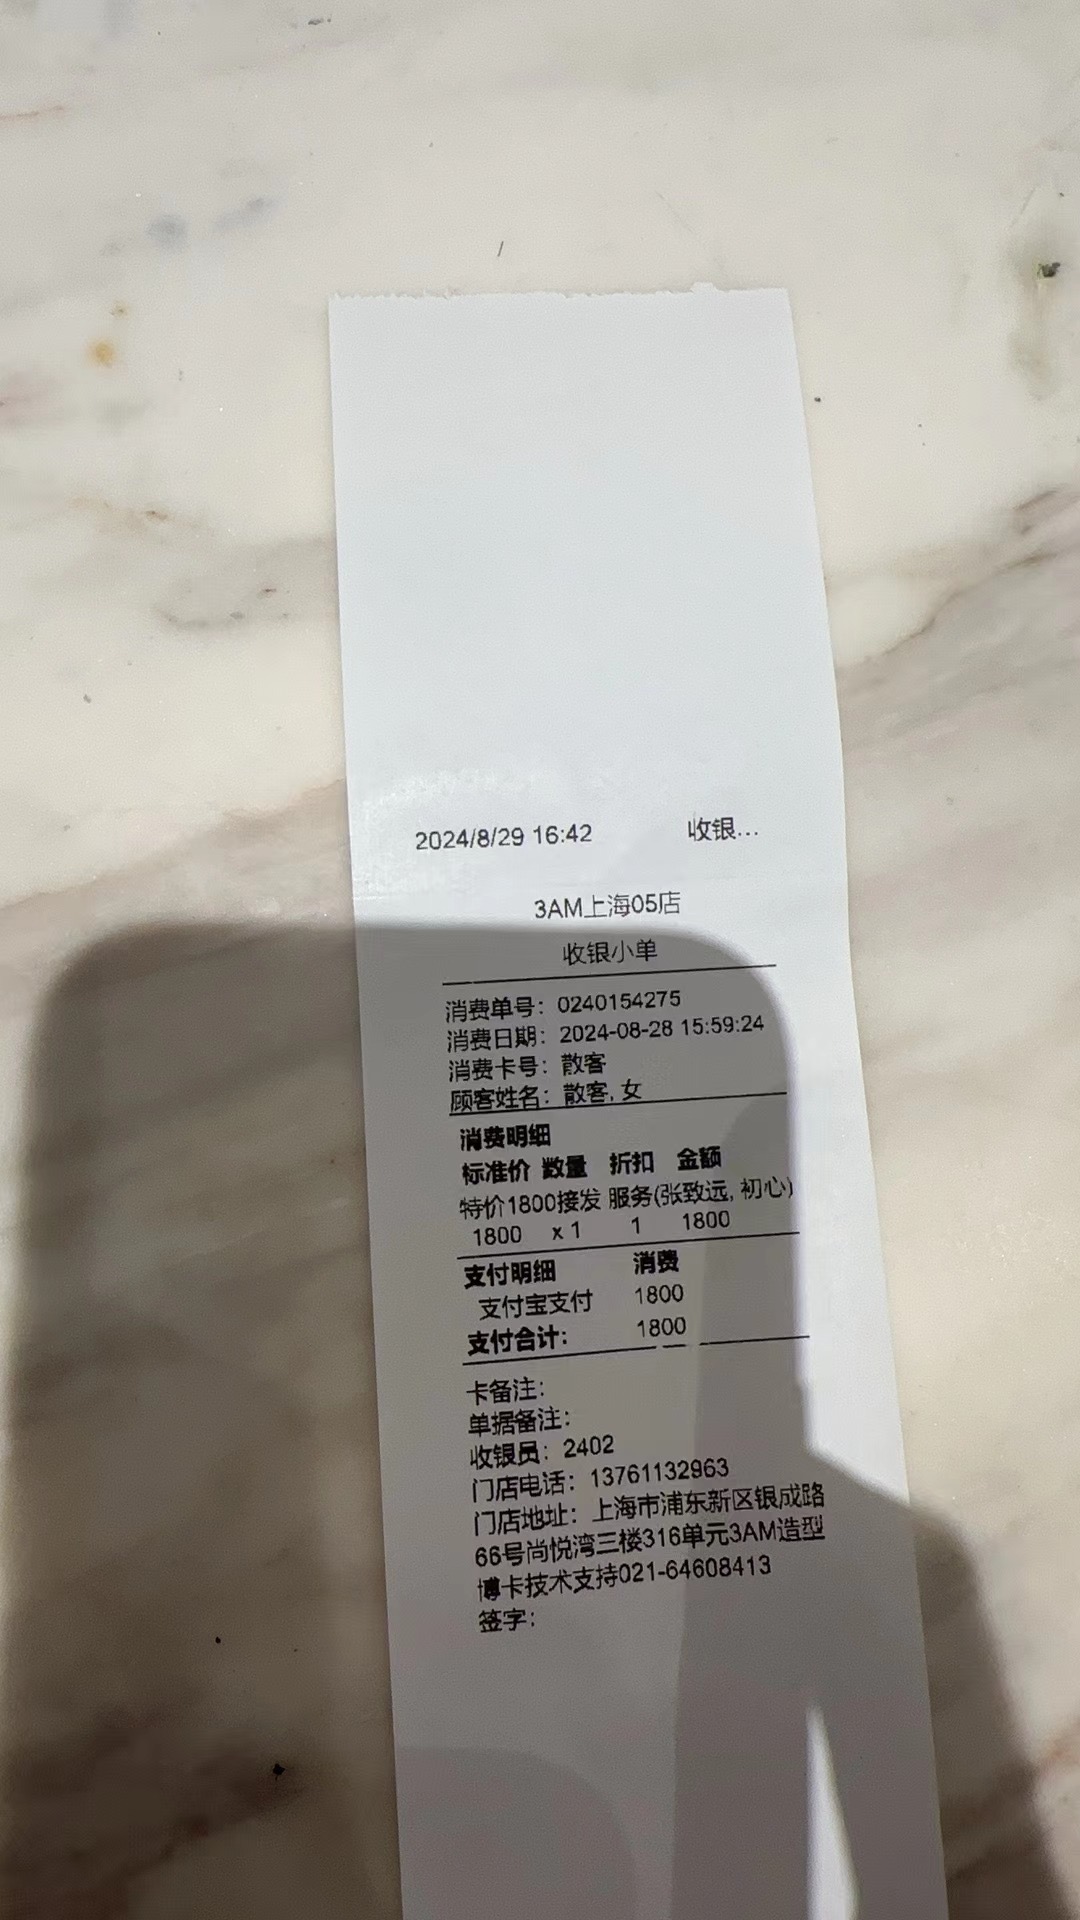 2024/8/29 16:42 收银...
3AM上海05店
收银小单
消费单号：0240154275
消费日期：2024-08-28 15:59:24
消费卡号：散客
顾客姓名：散客, 女
消费明细
标准价 数量 折扣 金额
特价1800接发 服务(张致远, 初心)
1800 x 1 1 1800
支付明细 消费
支付宝支付 1800
支付合计： 1800
卡备注：
单据备注：
收银员：2402
门店电话：13761132963
门店地址：上海市浦东新区银成路
66号尚悦湾三楼316单元3AM造型
博卡技术支持021-64608413
签字：